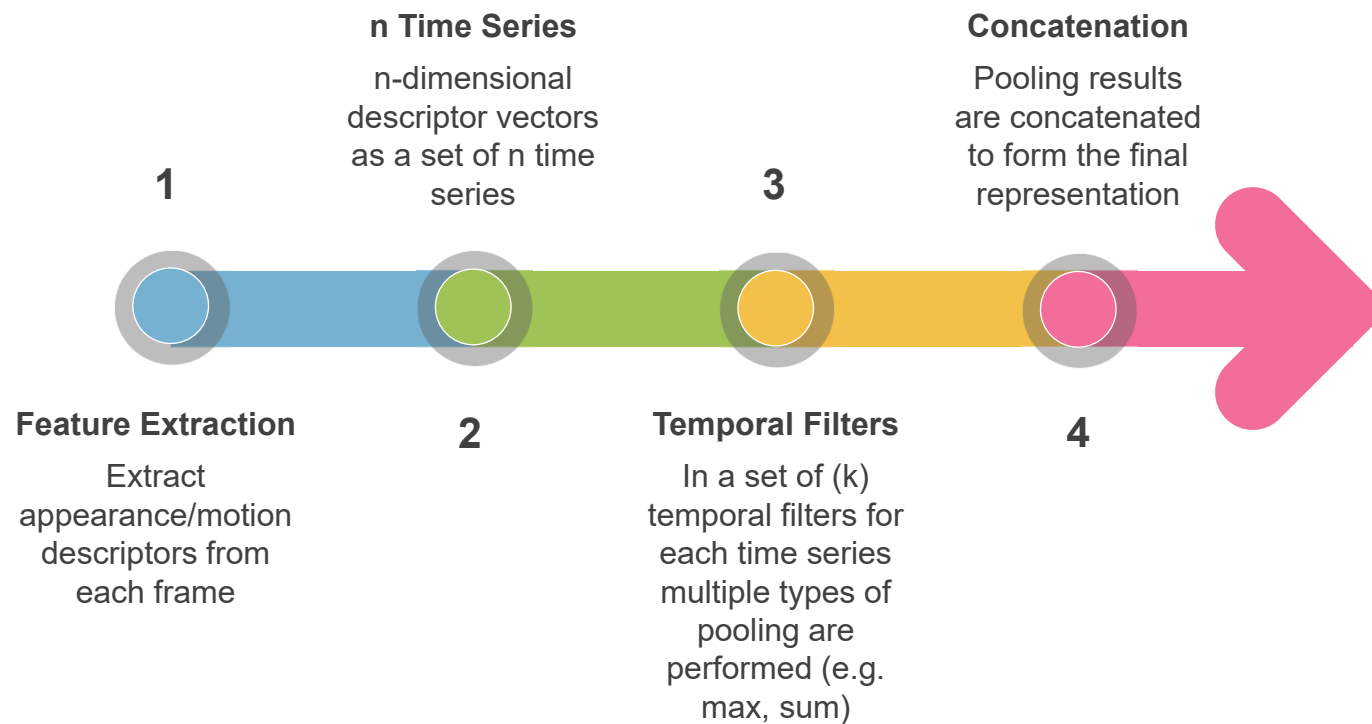 1
Feature Extraction
Extract
appearance/motion
descriptors from
each frame
n Time Series
n-dimensional
descriptor vectors
as a set of n time
series
2
3
Temporal Filters
In a set of (k)
temporal filters for
each time series
multiple types of
pooling are
performed (e.g.
max, sum)
Concatenation
Pooling results
are concatenated
to form the final
representation
4